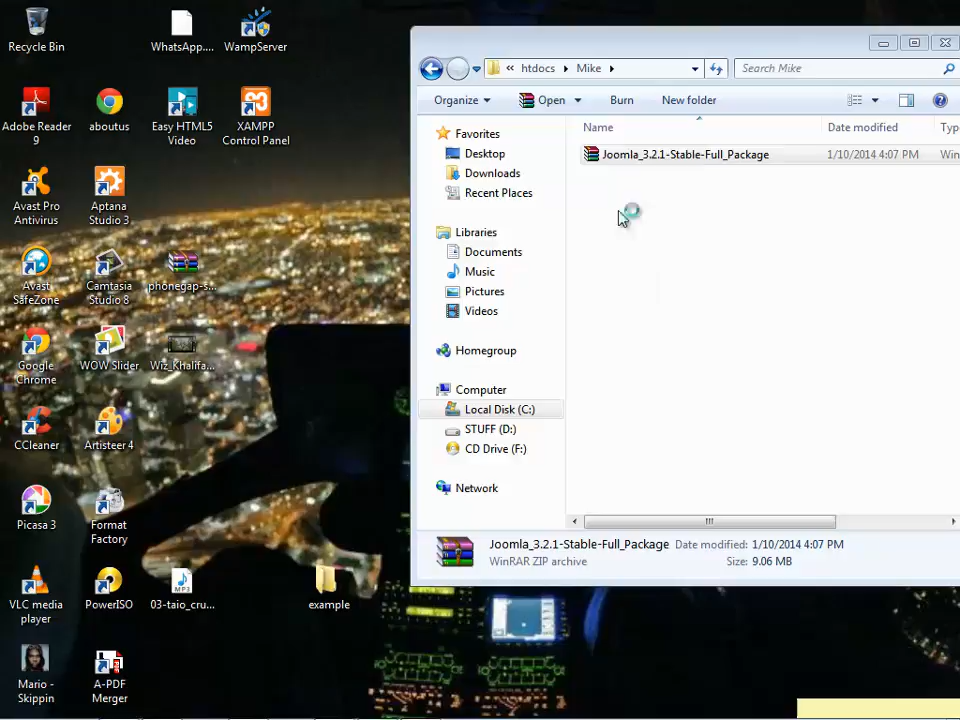 Recycle Bin
WhatsApp....
WampServer
Adobe Reader
9
aboutus
Easy HTML5
Video
XAMPP
Control Panel
Avast Pro
Antivirus
Aptana
Studio 3
Avast
SafeZone
Camtasia
Studio 8
phonegap-s...
Google
Chrome
WOW Slider
Wiz_Khalifa...
CCleaner
Artisteer 4
Picasa 3
Format
Factory
VLC media
player
PowerISO
MP3
03-taio_cru...
example
Mario -
Skippin
A-PDF
Merger
« htdocs Mike
Search Mike
Organize
Open
Burn
New folder
Favorites
Desktop
Downloads
Recent Places
Libraries
Documents
Music
Pictures
Videos
Homegroup
Computer
Local Disk (C:)
STUFF (D:)
CD Drive (F:)
Network
Name
Date modified
Typ
Joomla_3.2.1-Stable-Full_Package
1/10/2014 4:07 PM
Win
Joomla_3.2.1-Stable-Full_Package Date modified: 1/10/2014 4:07 PM
WinRAR ZIP archive Size: 9.06 MB